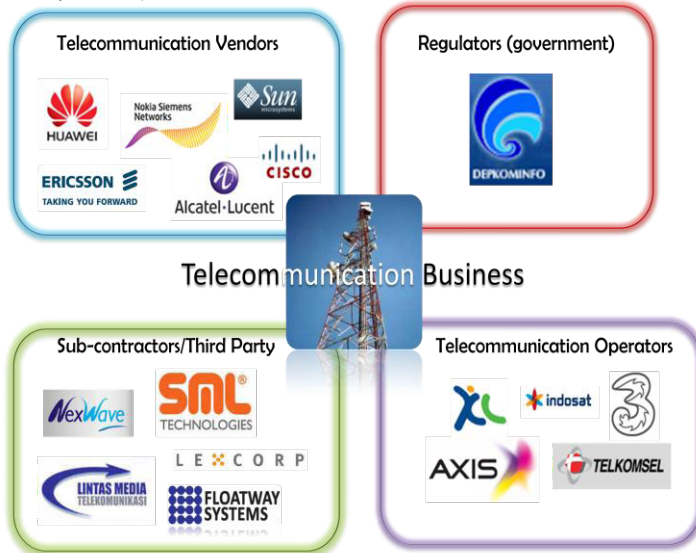 Telecommunication Vendors
HUAWEI
Nokia Siemens
Networks
Sun
microsystems
ERICSSON
TAKING YOU FORWARD
Alcatel·Lucent
CISCO
Regulators (government)
DEPKOMINFO
Telecommunication Business
Sub-contractors/Third Party
NexWave
SML
TECHNOLOGIES
LEXCORP
LINTAS MEDIA
TELEKOMUNIKASI
FLOATWAY
SYSTEMS
Telecommunication Operators
XL
indosat
3
AXIS
TELKOMSEL